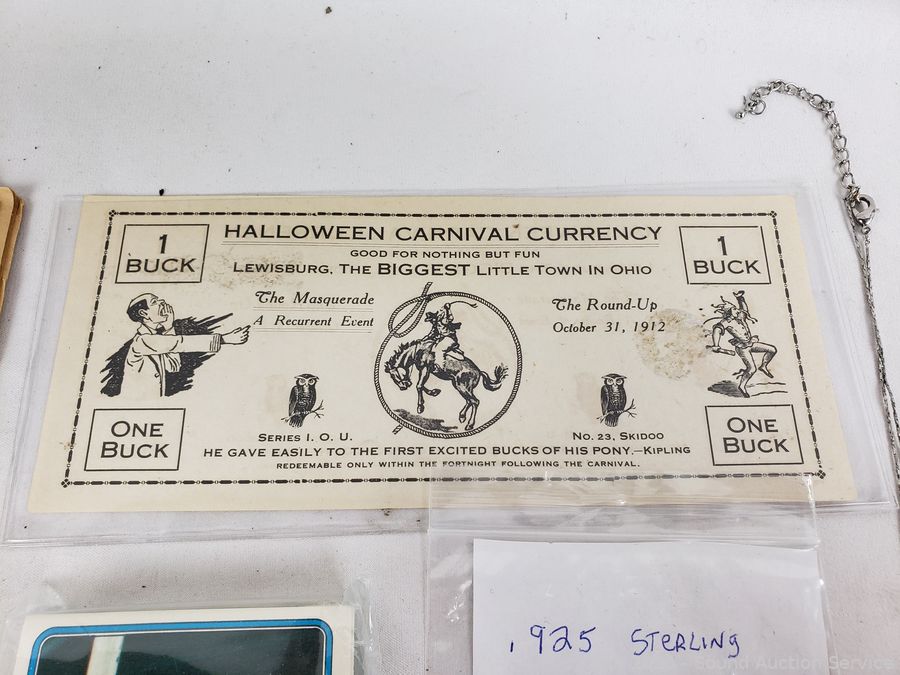 1
BUCK
HALLOWEEN CARNIVAL CURRENCY
GOOD FOR NOTHING BUT FUN
LEWISBURG, THE BIGGEST LITTLE TOWN IN OHIO
1
BUCK
The Masquerade
A Recurrent Event
The Round-Up
October 31, 1912
ONE
BUCK
SERIES I. O. U.
NO. 23, SKIDOO
ONE
BUCK
HE GAVE EASILY TO THE FIRST EXCITED BUCKS OF HIS PONY.—KIPLING
REDEEMABLE ONLY WITHIN THE FORTNIGHT FOLLOWING THE CARNIVAL.
.925 STERLING
Sound Auction Service